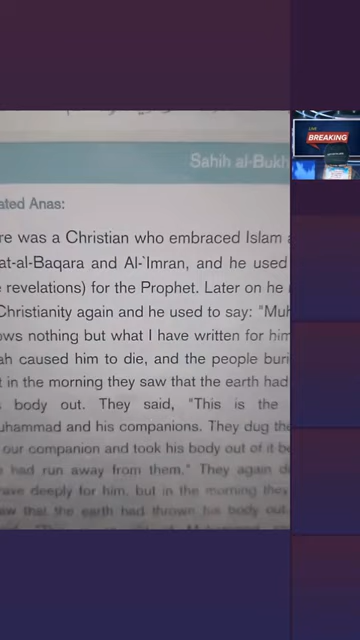 Sahih al-Bukh
LIVE
BREAKING
ated Anas:
re was a Christian who embraced Islam a
at-al-Baqara and Al-`Imran, and he used
e revelations) for the Prophet. Later on he
Christianity again and he used to say: "Muh
ows nothing but what I have written for him
ah caused him to die, and the people buri
t in the morning they saw that the earth had
s body out. They said, "This is the
uhammad and his companions. They dug the
our companion and took his body out of it be
e had run away from them." They again d
rave deeply for him, but in the morning they
aw that the earth had thrown his body out